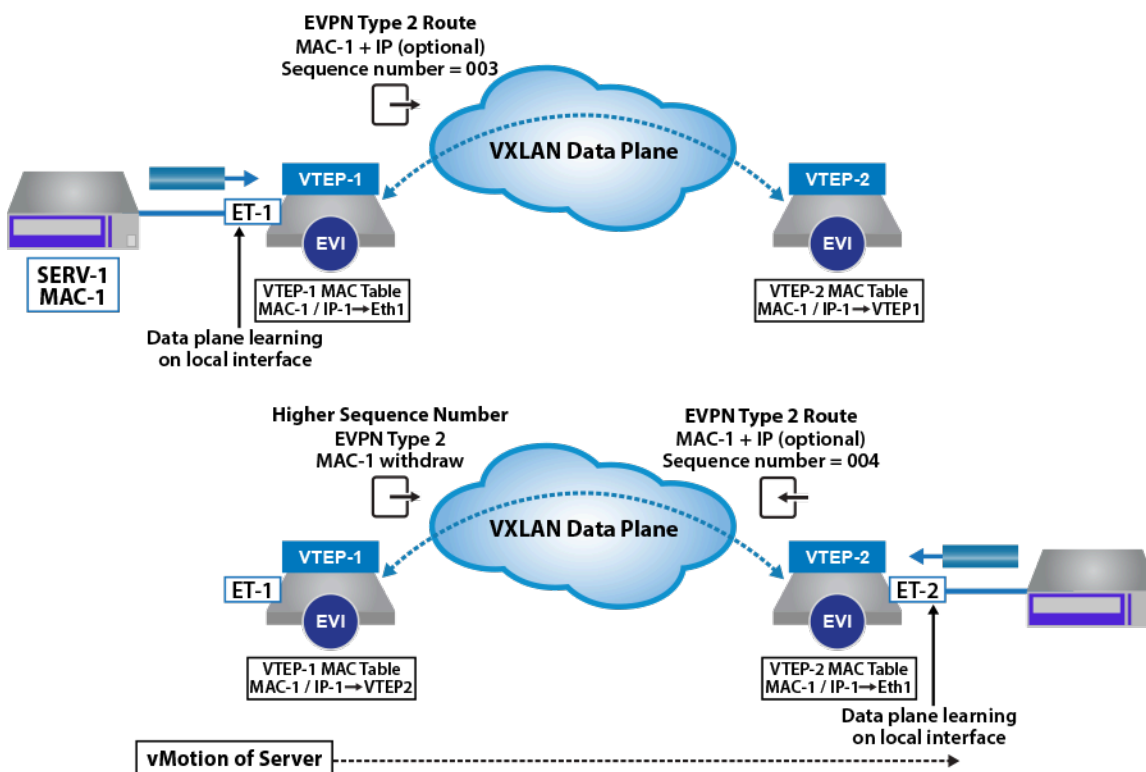 EVPN Type 2 Route
MAC-1 + IP (optional)
Sequence number = 003
VXLAN Data Plane
VTEP-1
VTEP-2
ET-1
EVI
EVI
SERV-1
MAC-1
VTEP-1 MAC Table
MAC-1 / IP-1→Eth1
VTEP-2 MAC Table
MAC-1 / IP-1→VTEP1
Data plane learning
on local interface
Higher Sequence Number
EVPN Type 2
MAC-1 withdraw
EVPN Type 2 Route
MAC-1 + IP (optional)
Sequence number = 004
VXLAN Data Plane
VTEP-1
VTEP-2
ET-1
ET-2
EVI
EVI
VTEP-1 MAC Table
MAC-1 / IP-1→VTEP2
VTEP-2 MAC Table
MAC-1 / IP-1→Eth1
Data plane learning
on local interface
vMotion of Server